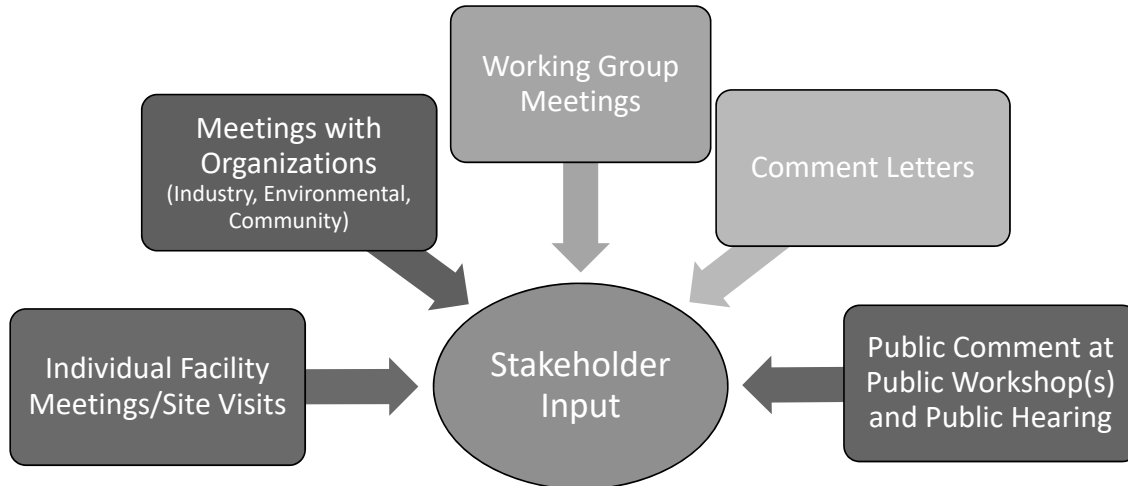 Working Group
Meetings
Meetings with
Organizations
(Industry, Environmental,
Community)
Comment Letters
Individual Facility
Meetings/Site Visits
Stakeholder
Input
Public Comment at
Public Workshop(s)
and Public Hearing